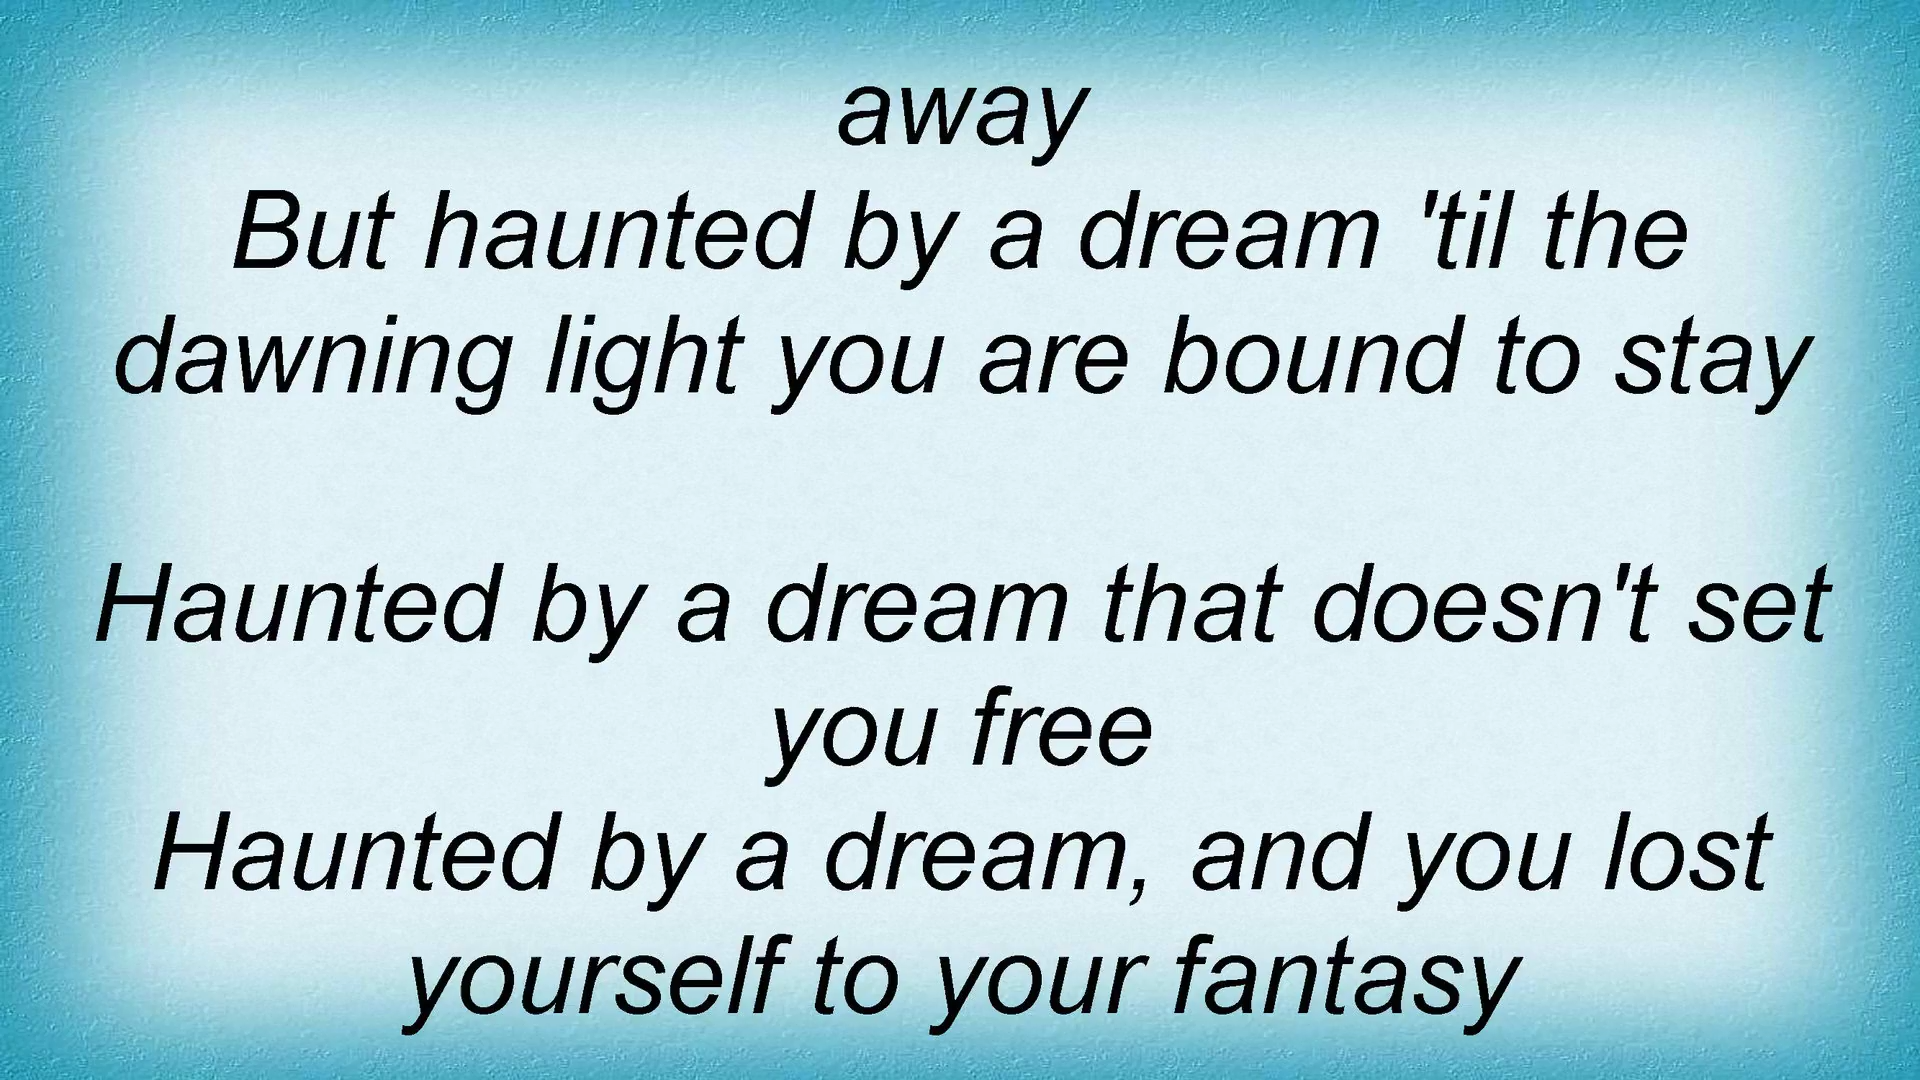 away
But haunted by a dream 'til the
dawning light you are bound to stay
Haunted by a dream that doesn't set
you free
Haunted by a dream, and you lost
yourself to your fantasy